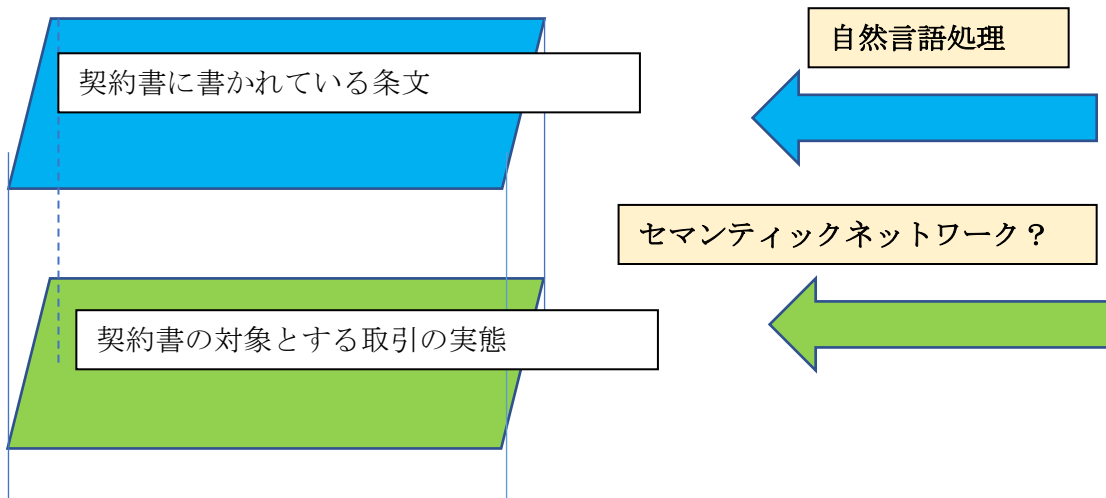 自然言語処理
契約書に書かれている条文
セマンティックネットワーク？
契約書の対象とする取引の実態